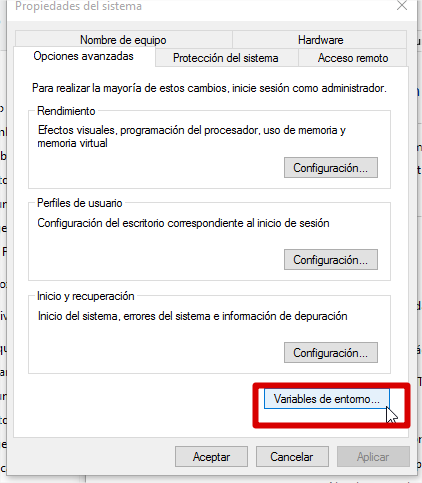 Propiedades del sistema
Nombre de equipo
Hardware
Opciones avanzadas
Protección del sistema
Acceso remoto
Para realizar la mayoría de estos cambios, inicie sesión como administrador.
Rendimiento
Efectos visuales, programación del procesador, uso de memoria y
memoria virtual
Configuración...
Perfiles de usuario
Configuración del escritorio correspondiente al inicio de sesión
Configuración...
Inicio y recuperación
Inicio del sistema, errores del sistema e información de depuración
Configuración...
Variables de entorno...
Aceptar
Cancelar
Aplicar